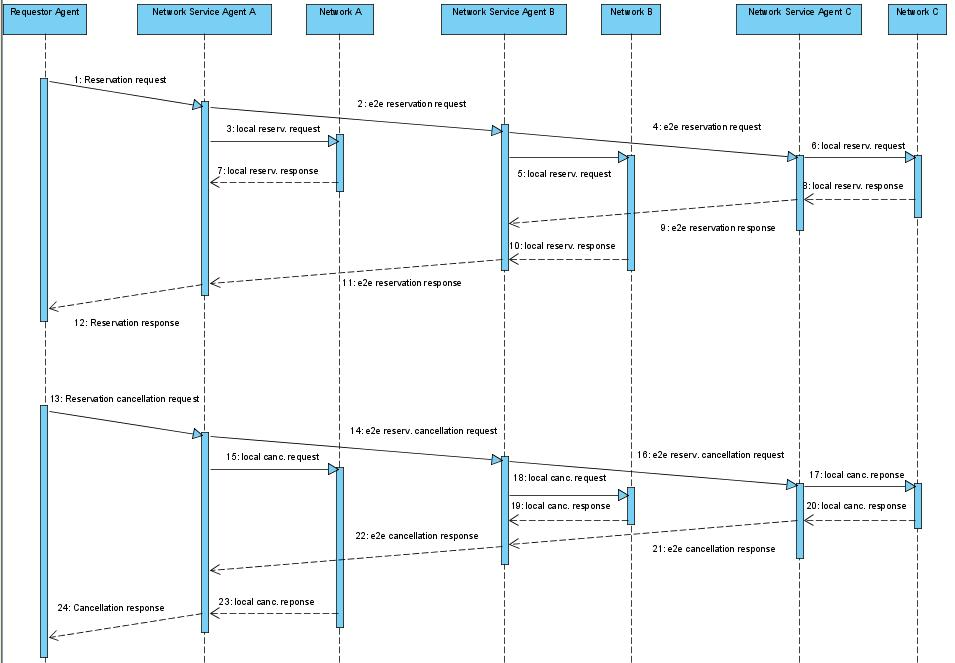 Requestor Agent
Network Service Agent A
Network A
Network Service Agent B
Network B
Network Service Agent C
Network C
1: Reservation request
2: e2e reservation request
3: local reserv. request
4: e2e reservation request
6: local reserv. request
7: local reserv. response
5: local reserv. request
8: local reserv. response
9: e2e reservation response
10: local reserv. response
11: e2e reservation response
12: Reservation response
13: Reservation cancellation request
14: e2e reserv. cancellation request
15: local canc. request
16: e2e reserv. cancellation request
17: local canc. reponse
18: local canc. request
19: local canc. response
20: local canc. response
22: e2e cancellation response
21: e2e cancellation response
23: local canc. reponse
24: Cancellation response